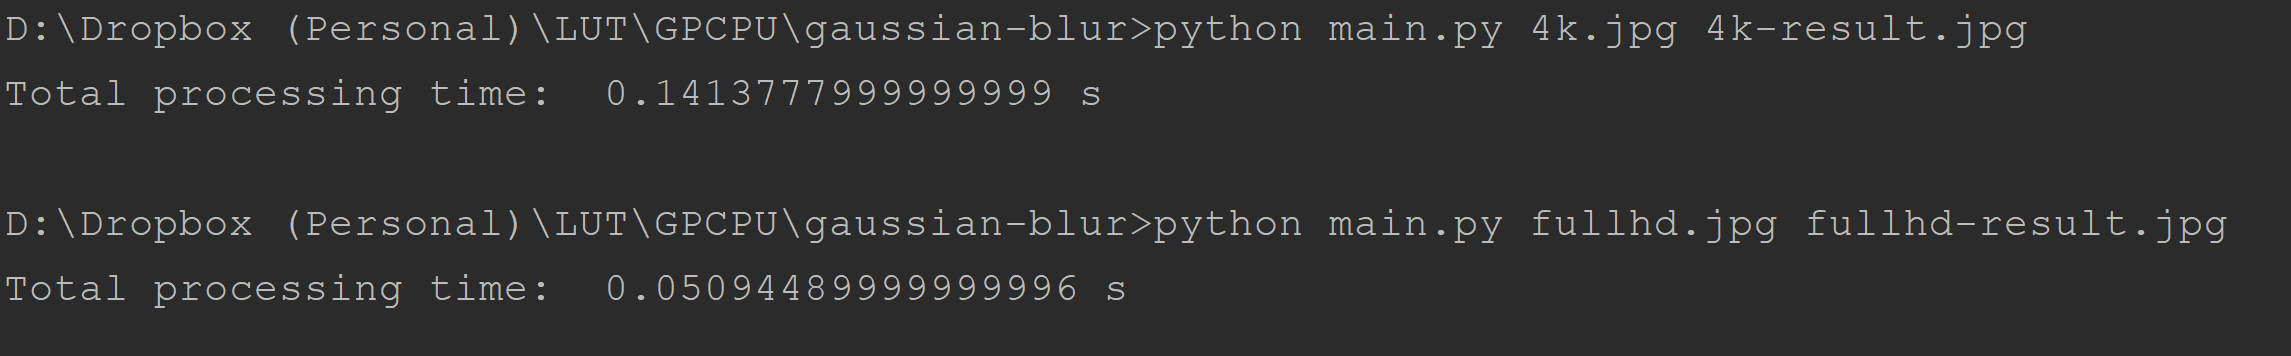 D:\Dropbox (Personal)\LUT\GPCPU\gaussian-blur>python main.py 4k.jpg 4k-result.jpg
Total processing time:  0.1413777999999999 s
D:\Dropbox (Personal)\LUT\GPCPU\gaussian-blur>python main.py fullhd.jpg fullhd-result.jpg
Total processing time:  0.05094489999999996 s